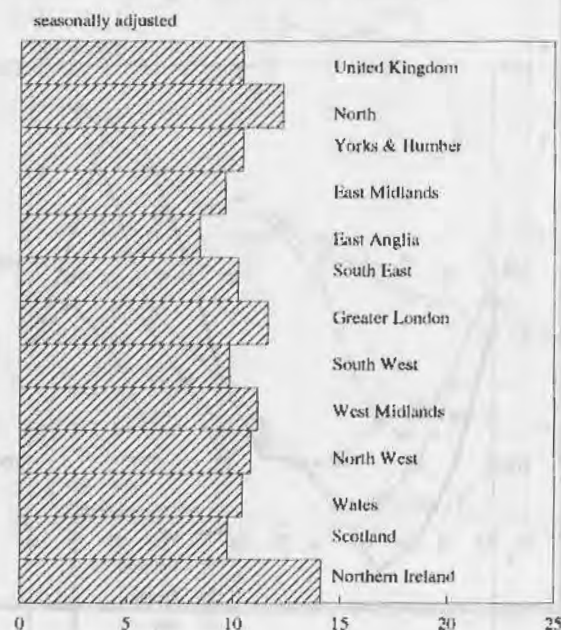 seasonally adjusted
United Kingdom
North
Yorks & Humber
East Midlands
East Anglia
South East
Greater London
South West
West Midlands
North West
Wales
Scotland
Northern Ireland
0 5 10 15 20 25